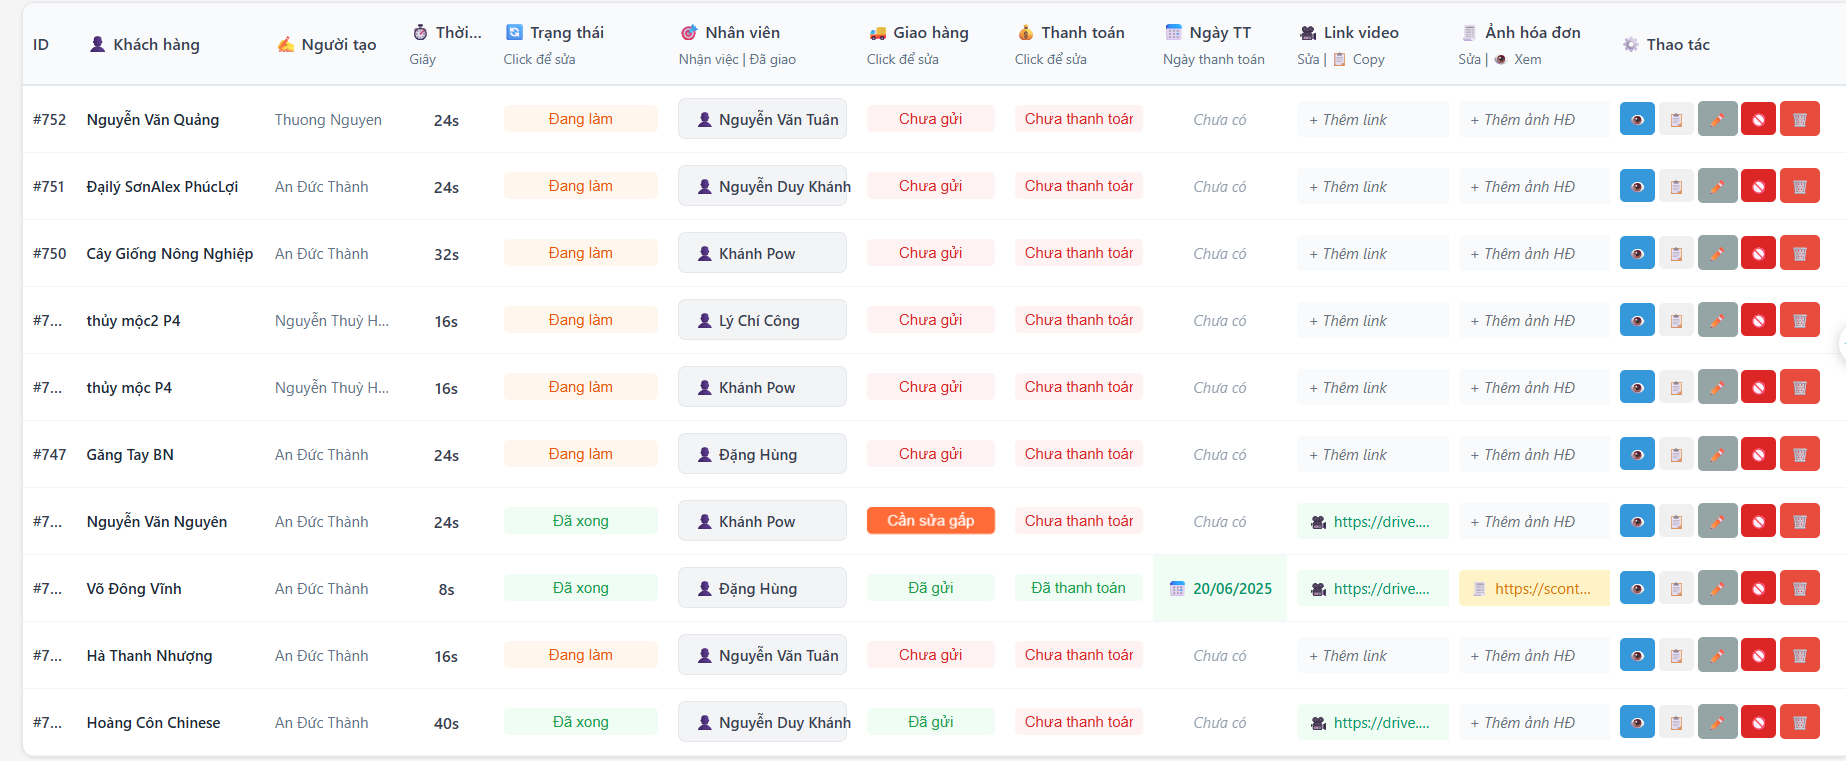 ID
Khách hàng
Người tạo
Thời...
Giây
Trạng thái
Click để sửa
Nhân viên
Nhận việc | Đã giao
Giao hàng
Click để sửa
Thanh toán
Click để sửa
Ngày TT
Ngày thanh toán
Link video
Sửa | Copy
Ảnh hóa đơn
Sửa | Xem
Thao tác
#752 Nguyễn Văn Quảng Thuong Nguyen 24s Đang làm Nguyễn Văn Tuân Chưa gửi Chưa thanh toán Chưa có + Thêm link + Thêm ảnh HĐ
#751 Đạilý SơnAlex PhúcLợi An Đức Thành 24s Đang làm Nguyễn Duy Khánh Chưa gửi Chưa thanh toán Chưa có + Thêm link + Thêm ảnh HĐ
#750 Cây Giống Nông Nghiệp An Đức Thành 32s Đang làm Khánh Pow Chưa gửi Chưa thanh toán Chưa có + Thêm link + Thêm ảnh HĐ
#7... thủy mộc2 P4 Nguyễn Thuỳ H... 16s Đang làm Lý Chí Công Chưa gửi Chưa thanh toán Chưa có + Thêm link + Thêm ảnh HĐ
#7... thủy mộc P4 Nguyễn Thuỳ H... 16s Đang làm Khánh Pow Chưa gửi Chưa thanh toán Chưa có + Thêm link + Thêm ảnh HĐ
#747 Găng Tay BN An Đức Thành 24s Đang làm Đặng Hùng Chưa gửi Chưa thanh toán Chưa có + Thêm link + Thêm ảnh HĐ
#7... Nguyễn Văn Nguyên An Đức Thành 24s Đã xong Khánh Pow Cần sửa gấp Chưa thanh toán Chưa có https://drive.... + Thêm ảnh HĐ
#7... Võ Đông Vĩnh An Đức Thành 8s Đã xong Đặng Hùng Đã gửi Đã thanh toán 20/06/2025 https://drive.... https://scont...
#7... Hà Thanh Nhượng An Đức Thành 16s Đang làm Nguyễn Văn Tuân Chưa gửi Chưa thanh toán Chưa có + Thêm link + Thêm ảnh HĐ
#7... Hoảng Côn Chinese An Đức Thành 40s Đã xong Nguyễn Duy Khánh Đã gửi Chưa thanh toán Chưa có https://drive.... + Thêm ảnh HĐ